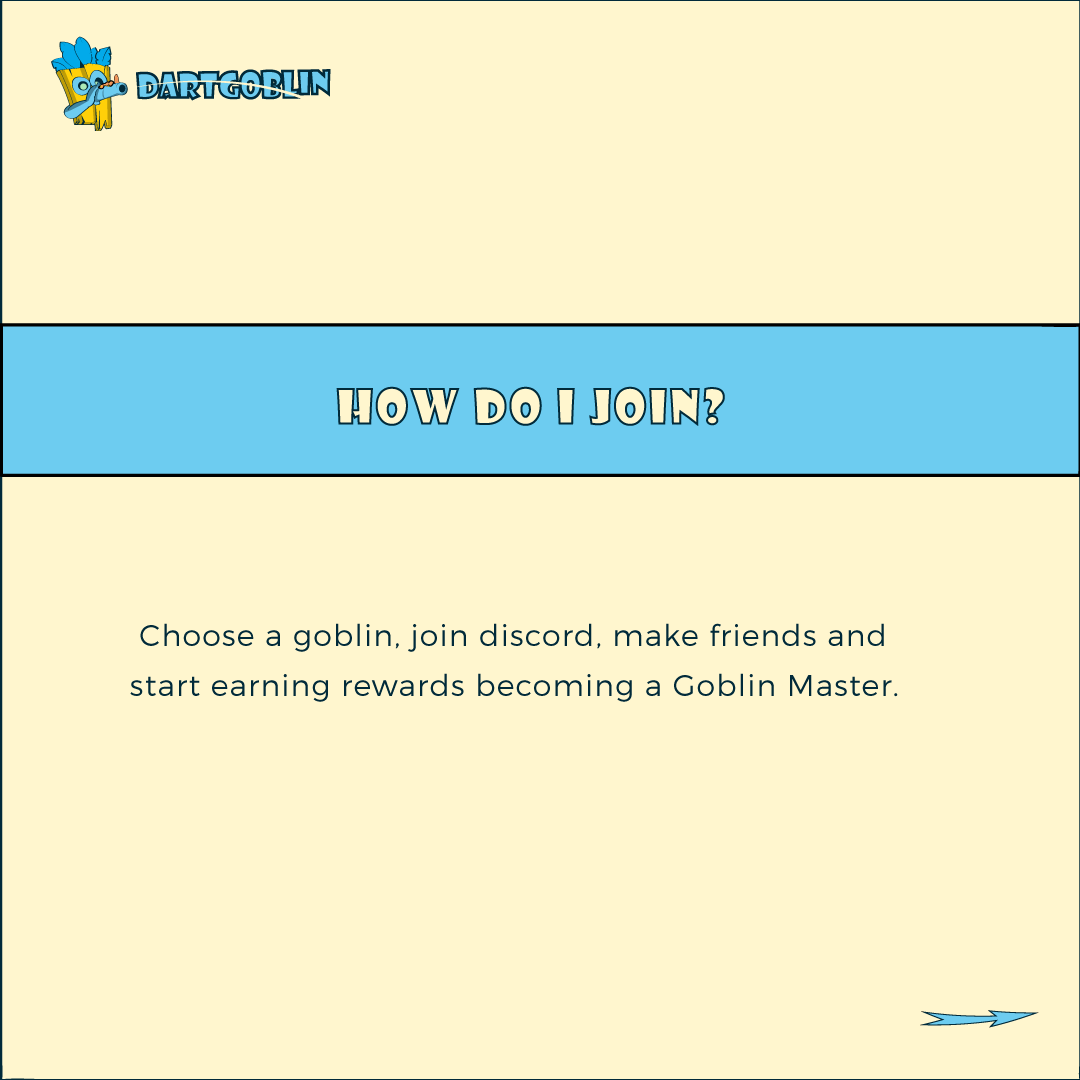 DARTGOBLIN
HOW DO I JOIN?
Choose a goblin, join discord, make friends and
start earning rewards becoming a Goblin Master.